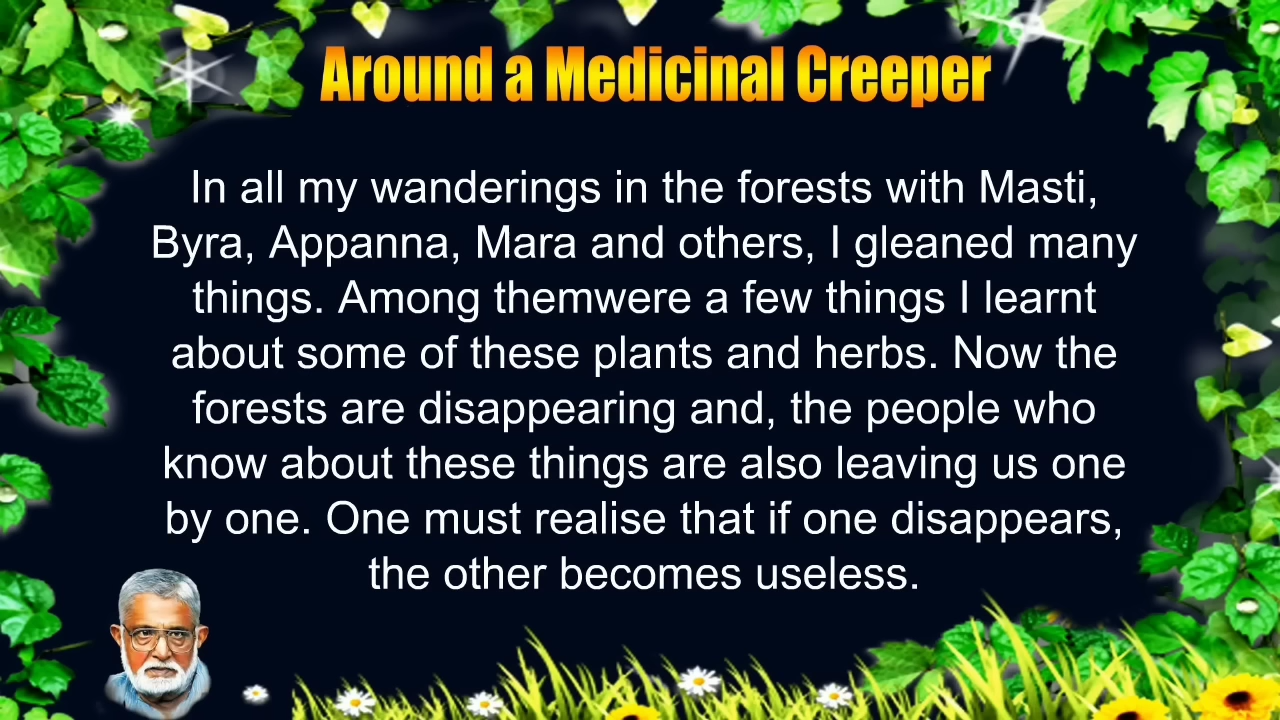 Around a Medicinal Creeper
In all my wanderings in the forests with Masti,
Byra, Appanna, Mara and others, I gleaned many
things. Among themwere a few things I learnt
about some of these plants and herbs. Now the
forests are disappearing and, the people who
know about these things are also leaving us one
by one. One must realise that if one disappears,
the other becomes useless.